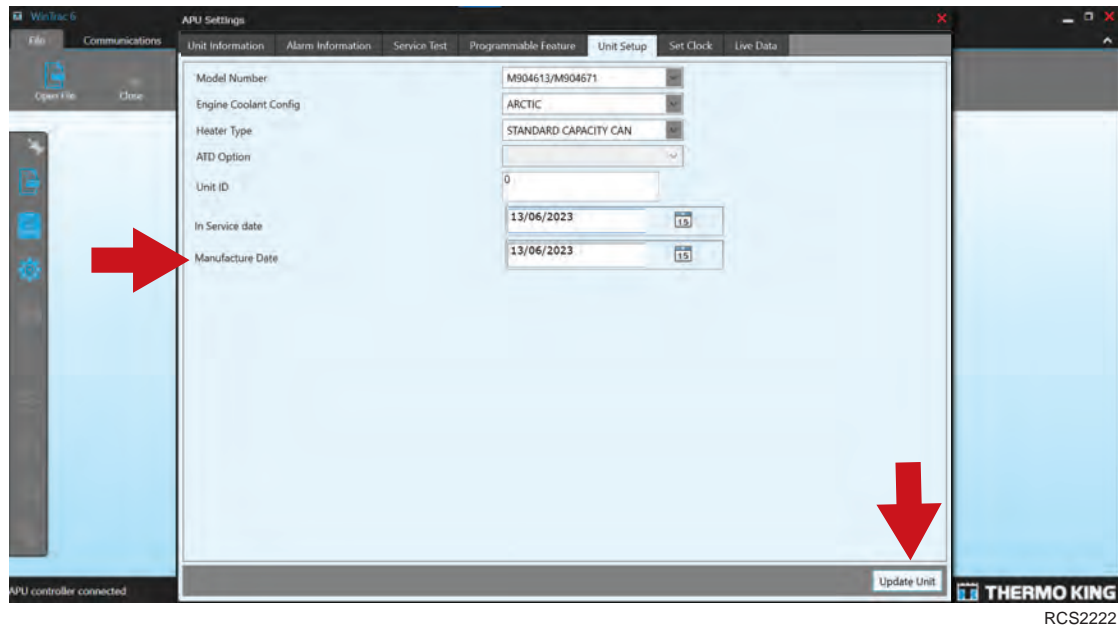 WinTrac 6
APU Settings
File Communications
Unit Information Alarm Information Service Test Programmable Feature Unit Setup Set Clock Live Data
Open File Close
Model Number M904613/M904671
Engine Coolant Config ARCTIC
Heater Type STANDARD CAPACITY CAN
ATD Option
Unit ID 0
In Service date 13/06/2023 15
Manufacture Date 13/06/2023 15
Update Unit
APU controller connected
THERMO KING
RCS2222